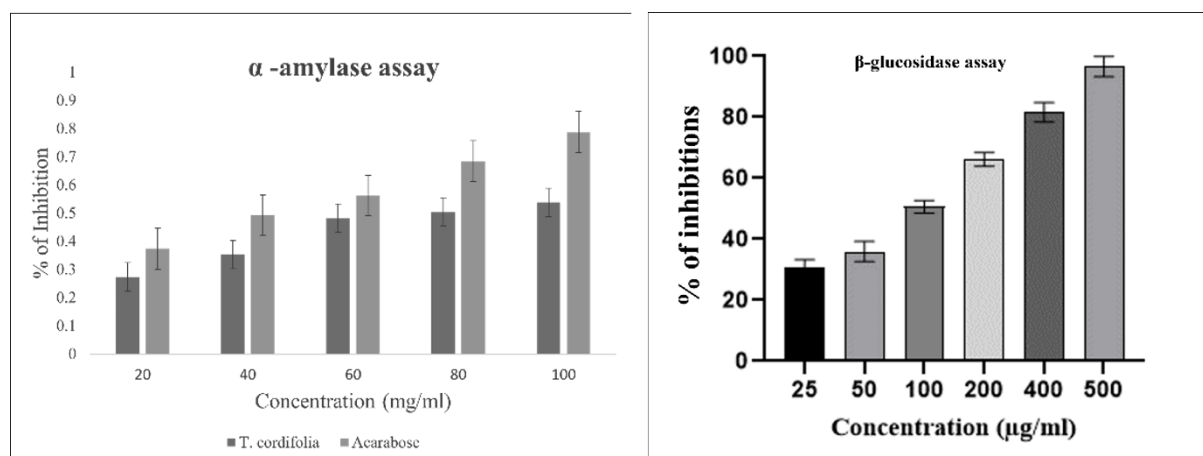 α -amylase assay
% of Inhibition
1
0.9
0.8
0.7
0.6
0.5
0.4
0.3
0.2
0.1
0
20 40 60 80 100
Concentration (mg/ml)
T. cordifolia Acarabose
β-glucosidase assay
% of inhibitions
100
80
60
40
20
0
25 50 100 200 400 500
Concentration (μg/ml)